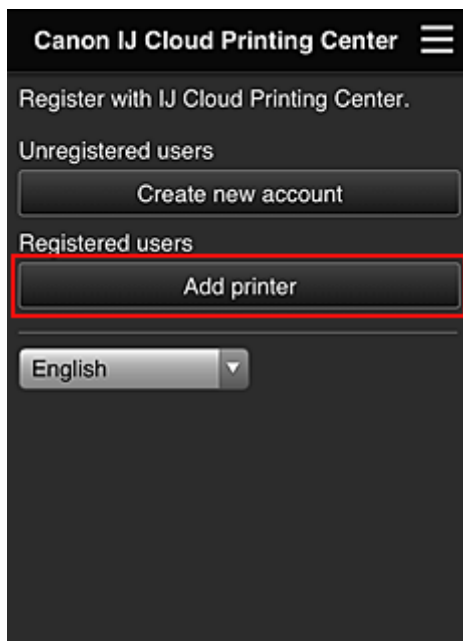 Canon IJ Cloud Printing Center
Register with IJ Cloud Printing Center.
Unregistered users
Create new account
Registered users
Add printer
English